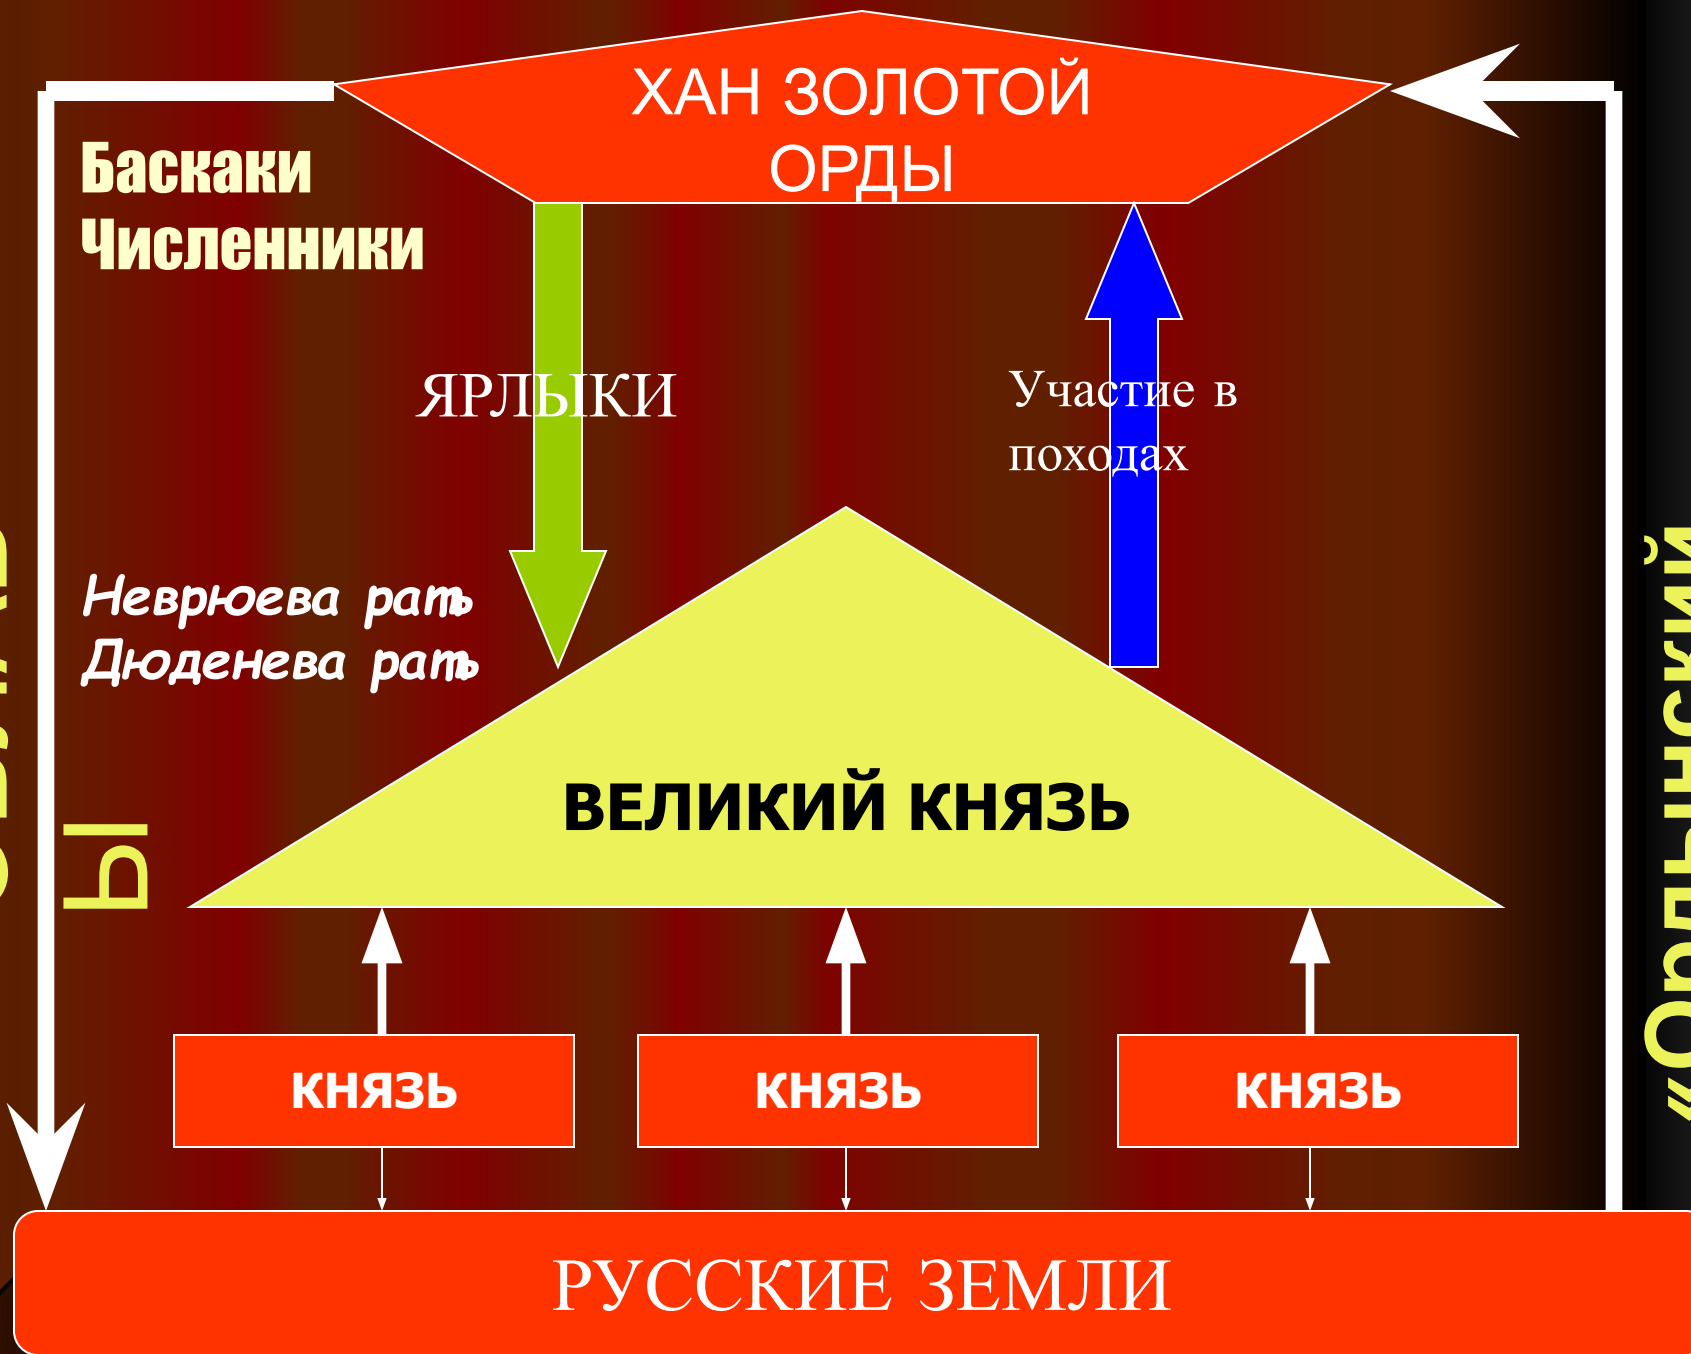 ХАН ЗОЛОТОЙ
ОРДЫ
Баскаки
Численники
ЯРЛЫКИ
Участие в
походах
Неврюева рать
Дюденева рать
ВЕЛИКИЙ КНЯЗЬ
Ы
«Ордынский
КНЯЗЬ
КНЯЗЬ
КНЯЗЬ
РУССКИЕ ЗЕМЛИ